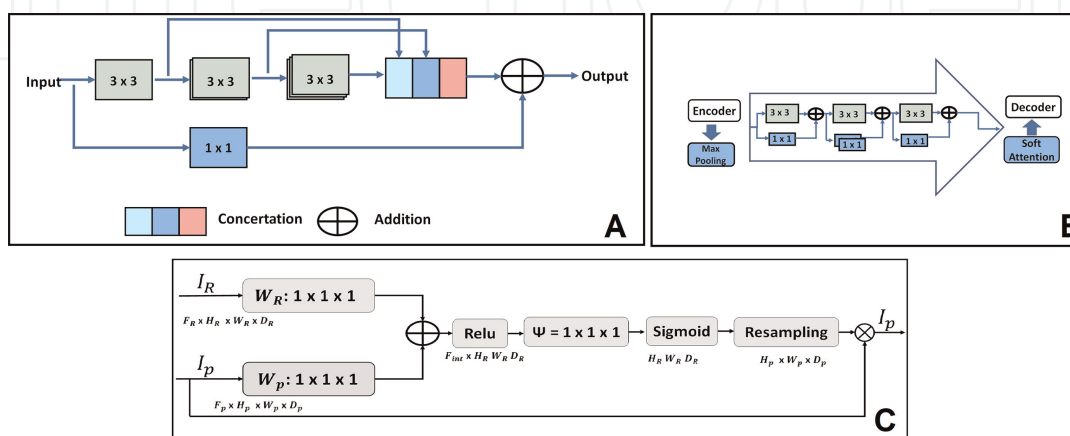 Input
3 x 3
3 x 3
3 x 3
Output
1 x 1
Concertation
Addition
A
Encoder
Max
Pooling
3 x 3
3 x 3
3 x 3
1 x 1
1 x 1
1 x 1
Decoder
Soft
Attention
I_R
W_R: 1 x 1 x 1
F_R x H_R x W_R x D_R
I_p
W_p: 1 x 1 x 1
F_p x H_p x W_p x D_p
Relu
F_int x H_R W_R D_R
Ψ = 1 x 1 x 1
Sigmoid
H_R W_R D_R
Resampling
H_p x W_p x D_p
I_p
C